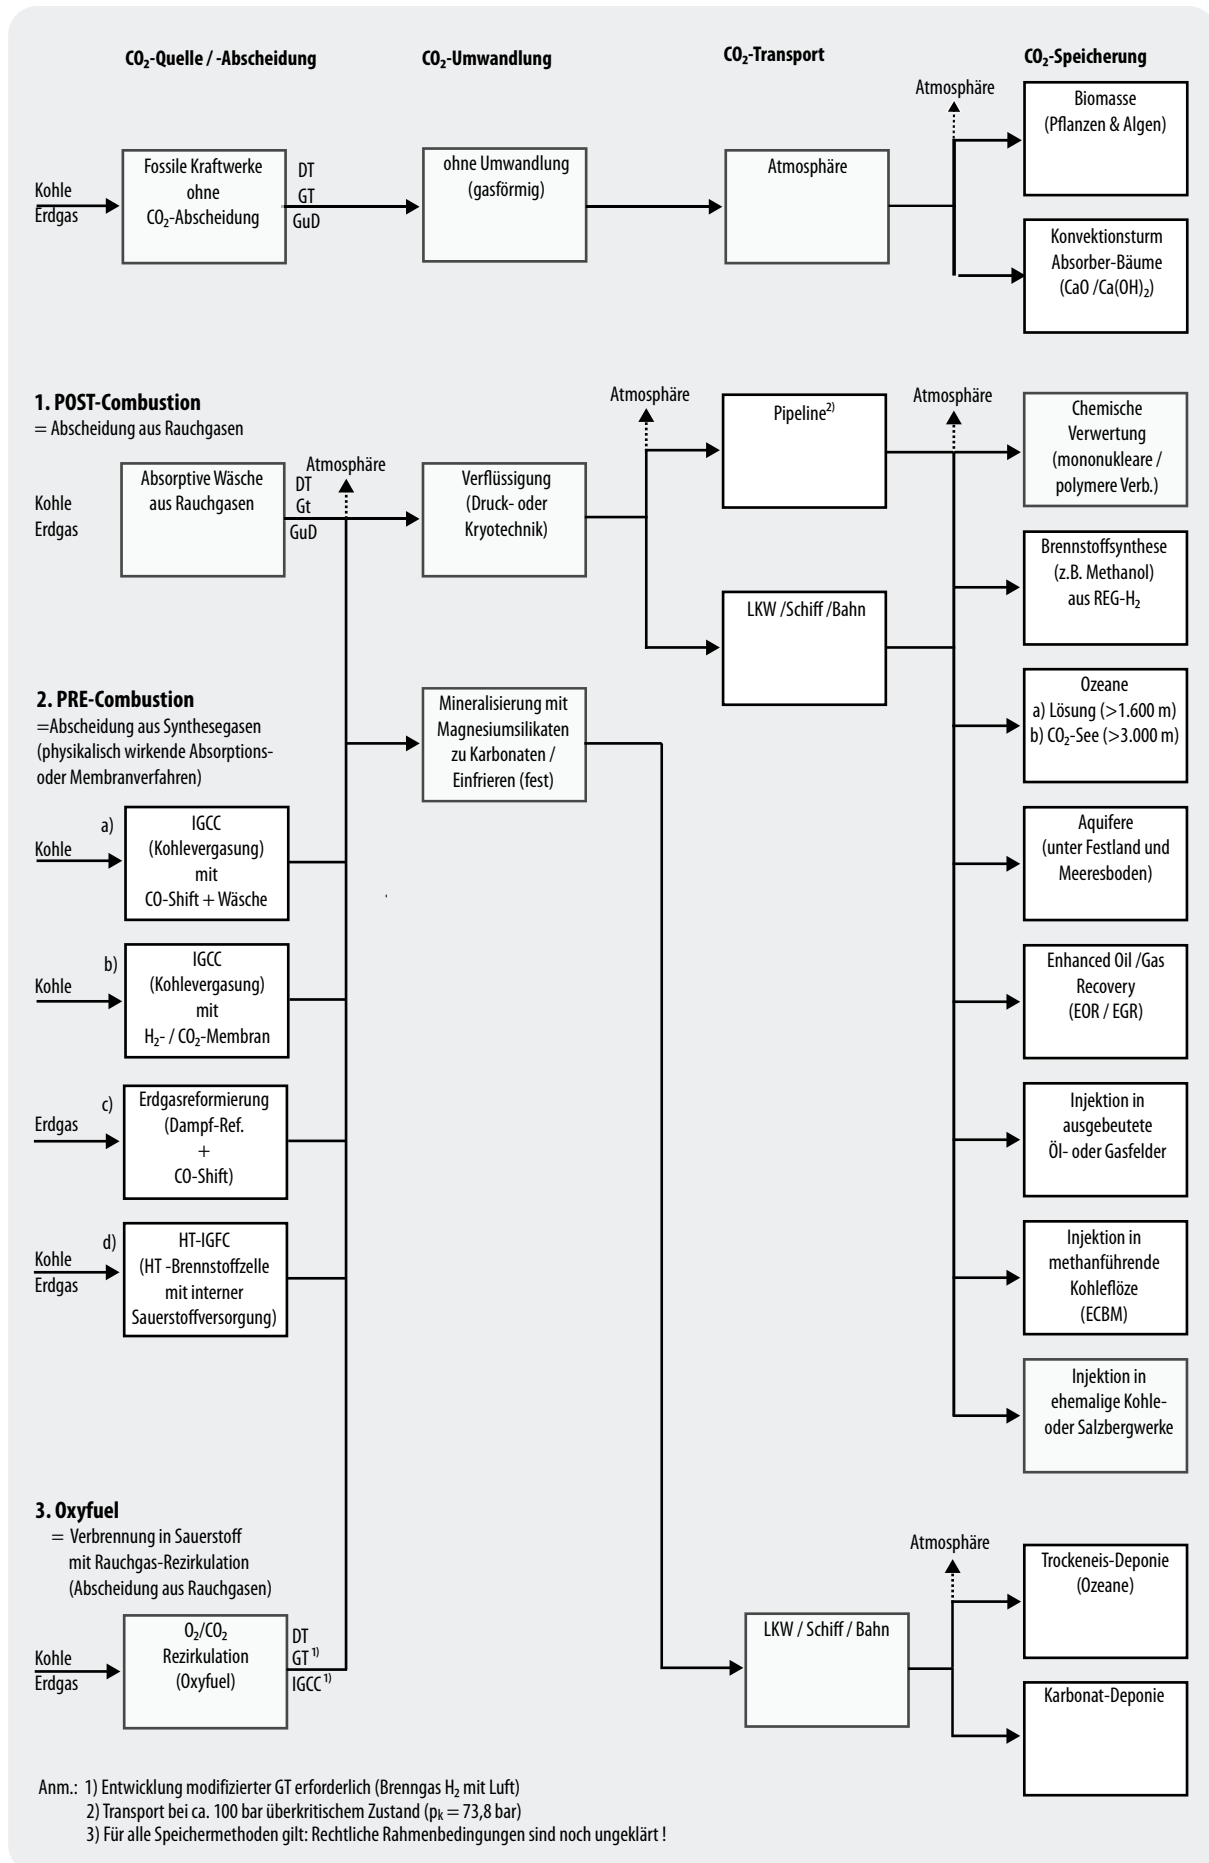 CO₂-Quelle / -Abscheidung
CO₂-Umwandlung
CO₂-Transport
CO₂-Speicherung
Kohle
Erdgas
Fossile Kraftwerke
ohne
CO₂-Abscheidung
DT
GT
GuD
ohne Umwandlung
(gasförmig)
Atmosphäre
Atmosphäre
Biomasse
(Pflanzen & Algen)
Konvektionsturm
Absorber-Bäume
(CaO /Ca(OH)₂)
1. POST-Combustion
= Abscheidung aus Rauchgasen
Kohle
Erdgas
Absorptive Wäsche
aus Rauchgasen
DT
Gt
GuD
Atmosphäre
Verflüssigung
(Druck- oder
Kryotechnik)
Atmosphäre
Pipeline²⁾
LKW /Schiff /Bahn
Atmosphäre
Chemische
Verwertung
(mononukleare /
polymere Verb.)
Brennstoffsynthese
(z.B. Methanol)
aus REG-H₂
Ozeane
a) Lösung (>1.600 m)
b) CO₂-See (>3.000 m)
Aquifere
(unter Festland und
Meeresboden)
Enhanced Oil /Gas
Recovery
(EOR / EGR)
Injektion in
ausgebeutete
Öl- oder Gasfelder
Injektion in
methanführende
Kohleflöze
(ECBM)
Injektion in
ehemalige Kohle-
oder Salzbergwerke
2. PRE-Combustion
=Abscheidung aus Synthesegasen
(physikalisch wirkende Absorptions-
oder Membranverfahren)
Mineralisierung mit
Magnesiumsilikaten
zu Karbonaten /
Einfrieren (fest)
a)
Kohle
IGCC
(Kohlevergasung)
mit
CO-Shift + Wäsche
b)
Kohle
IGCC
(Kohlevergasung)
mit
H₂- / CO₂-Membran
c)
Erdgas
Erdgasreformierung
(Dampf-Ref.
+
CO-Shift)
d)
Kohle
Erdgas
HT-IGFC
(HT -Brennstoffzelle
mit interner
Sauerstoffversorgung)
3. Oxyfuel
= Verbrennung in Sauerstoff
mit Rauchgas-Rezirkulation
(Abscheidung aus Rauchgasen)
Kohle
Erdgas
O₂/CO₂
Rezirkulation
(Oxyfuel)
DT
GT ¹⁾
IGCC ¹⁾
LKW / Schiff / Bahn
Atmosphäre
Trockeneis-Deponie
(Ozeane)
Karbonat-Deponie
Anm.: 1) Entwicklung modifizierter GT erforderlich (Brenngas H₂ mit Luft)
2) Transport bei ca. 100 bar überkritischem Zustand (pₖ = 73,8 bar)
3) Für alle Speichermethoden gilt: Rechtliche Rahmenbedingungen sind noch ungeklärt !